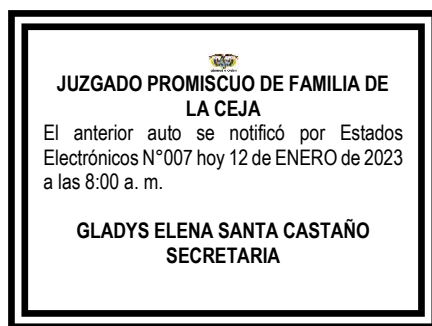 JUZGADO PROMISCUO DE FAMILIA DE
LA CEJA
El anterior auto se notificó por Estados
Electrónicos N°007 hoy 12 de ENERO de 2023
a las 8:00 a. m.
GLADYS ELENA SANTA CASTAÑO
SECRETARIA